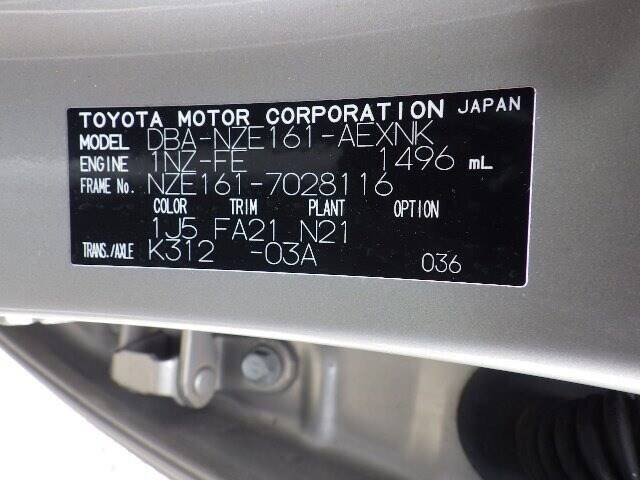 TOYOTA MOTOR CORPORATION JAPAN
MODEL DBA-NZE161-AEXNK
ENGINE 1NZ-FE 1496 mL
FRAME No. NZE161-7028116
COLOR TRIM PLANT OPTION
1J5 FA21 N21
TRANS./AXLE K312 -03A 036